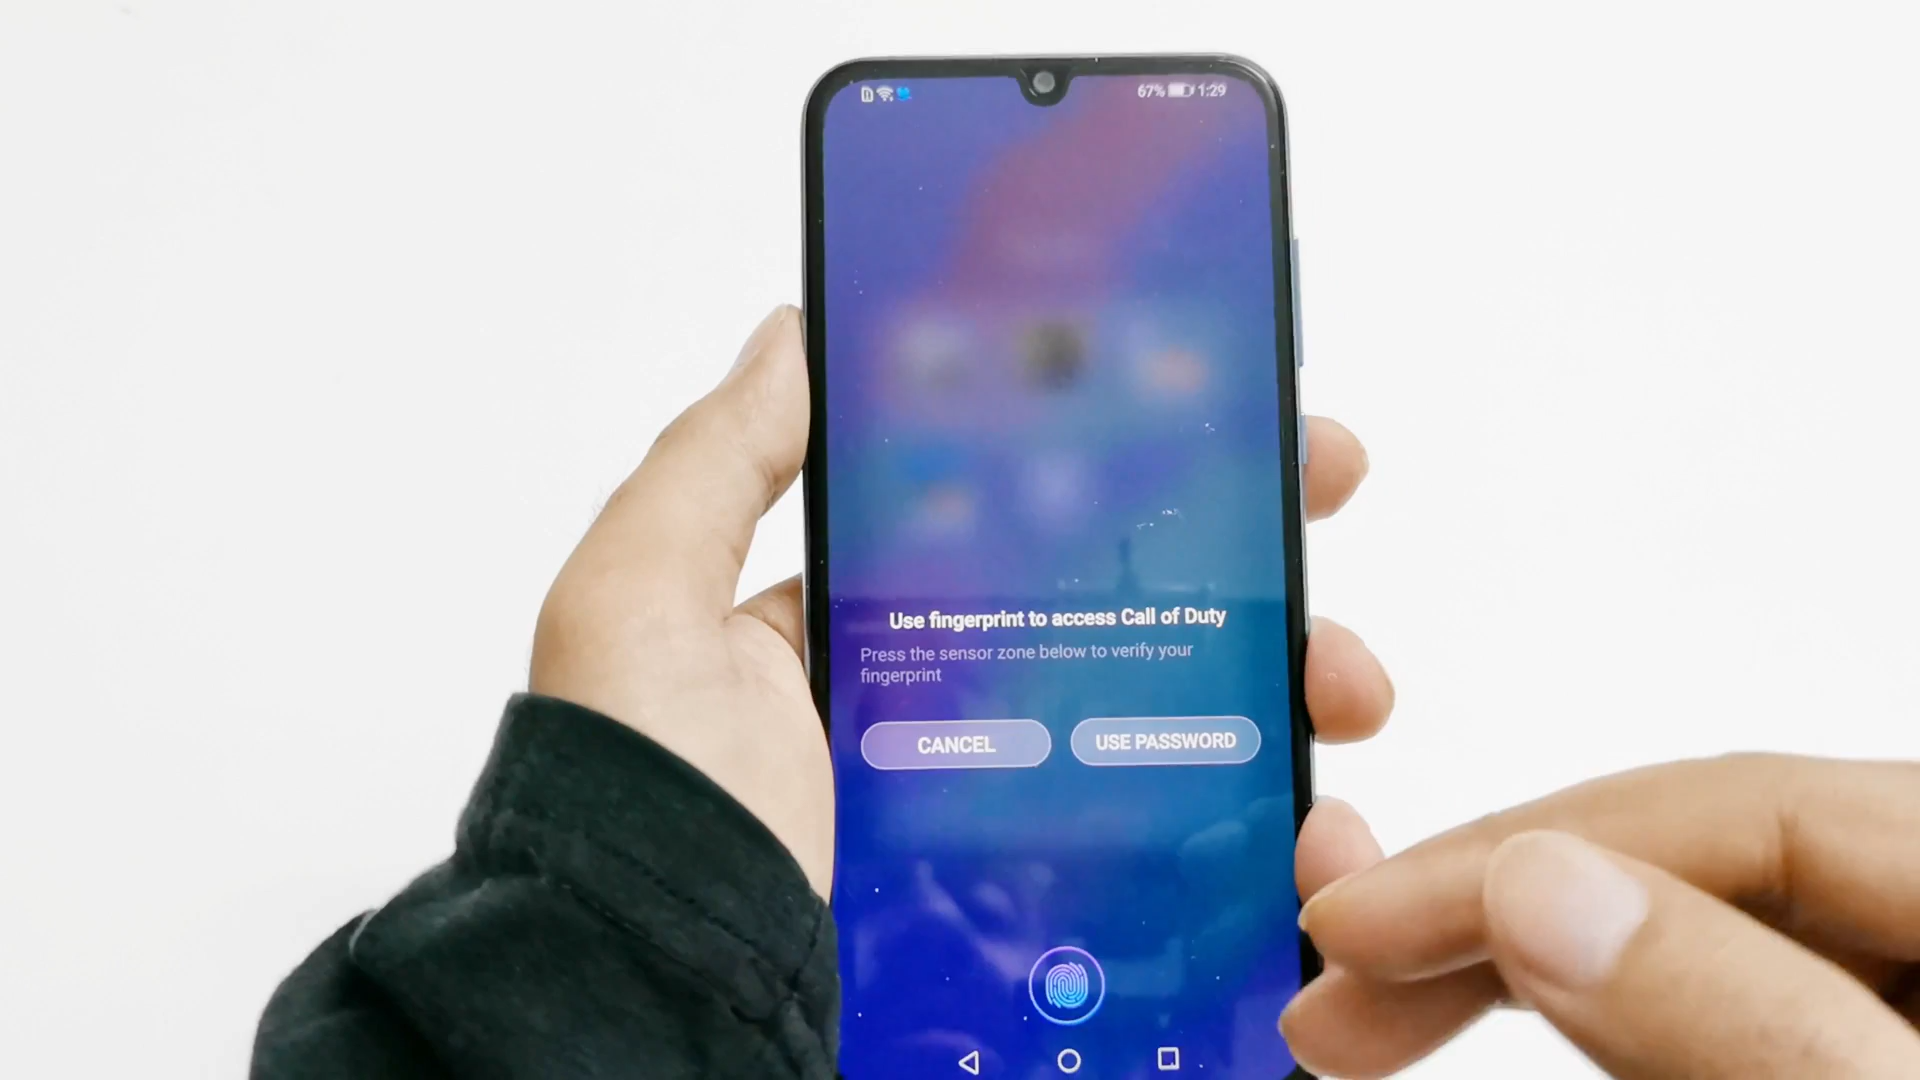 67% 1:29
Use fingerprint to access Call of Duty
Press the sensor zone below to verify your
fingerprint
CANCEL USE PASSWORD